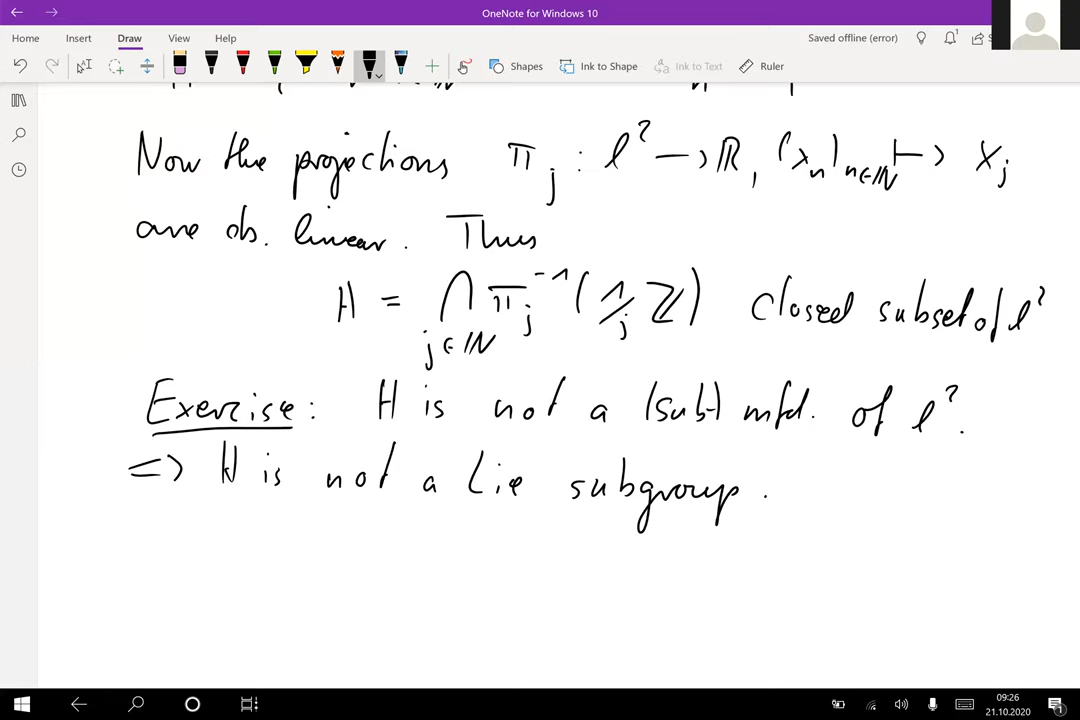 OneNote for Windows 10
Home Insert Draw View Help Saved offline (error)
Shapes Ink to Shape Ink to Text Ruler
Now the projections π_j : ℓ² → ℝ, (x_n)_{n∈ℕ} ↦ x_j
are ob. linear. Thus
H = ⋂_{j∈ℕ} π_j^{-1}(1/j ℤ) closed subset of ℓ²
Exercise: H is not a (sub) mfd. of ℓ².
=> H is not a Lie subgroup.
09:26
21.10.2020